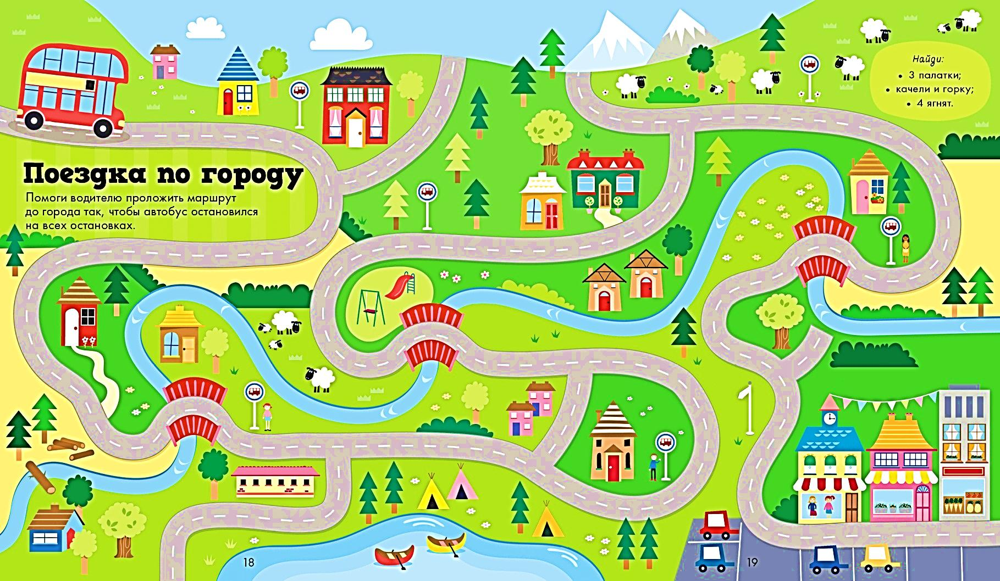 Найди:
• 3 палатки;
• качели и горку;
• 4 ягнят.
Поездка по городу
Помоги водителю проложить маршрут
до города так, чтобы автобус остановился
на всех остановках.
18
19